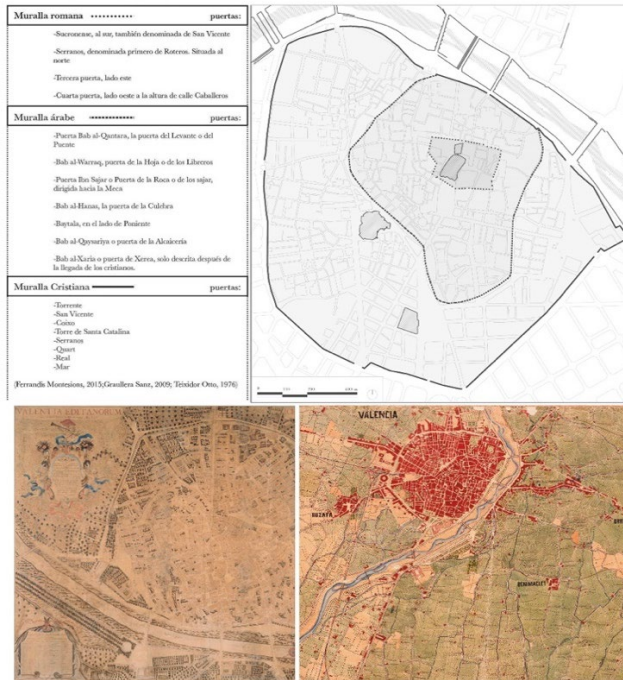 Muralla romana puertas:
-Sucronense, al sur, también denominada de San Vicente
-Serranos, denominada primero de Roteros. Situada al
norte
-Tercera puerta, lado este
-Cuarta puerta, lado oeste a la altura de calle Caballeros
Muralla árabe puertas:
-Puerta Bab al-Qantara, la puerta del Levante o del
Puente
-Bab al-Warraq, puerta de la Hoja o de los Libreros
-Puerta Ibn Sajar o Puerta de la Roca o de los sajar,
dirigida hacia la Meca
-Bab al-Hanas, la puerta de la Culebra
-Baytala, en el lado de Poniente
-Bab al-Qaysariya o puerta de la Alcaicería
-Bab al-Xaria o puerta de Xerea, solo descrita después de
la llegada de los cristianos.
Muralla Cristiana puertas:
-Torrente
-San Vicente
-Coixo
-Torre de Santa Catalina
-Serranos
-Quart
-Real
-Mar
(Ferrandis Montesinos, 2015;Graullera Sanz, 2009; Teixidor Otto, 1976)
0
VALENCIA
BENIMACLET